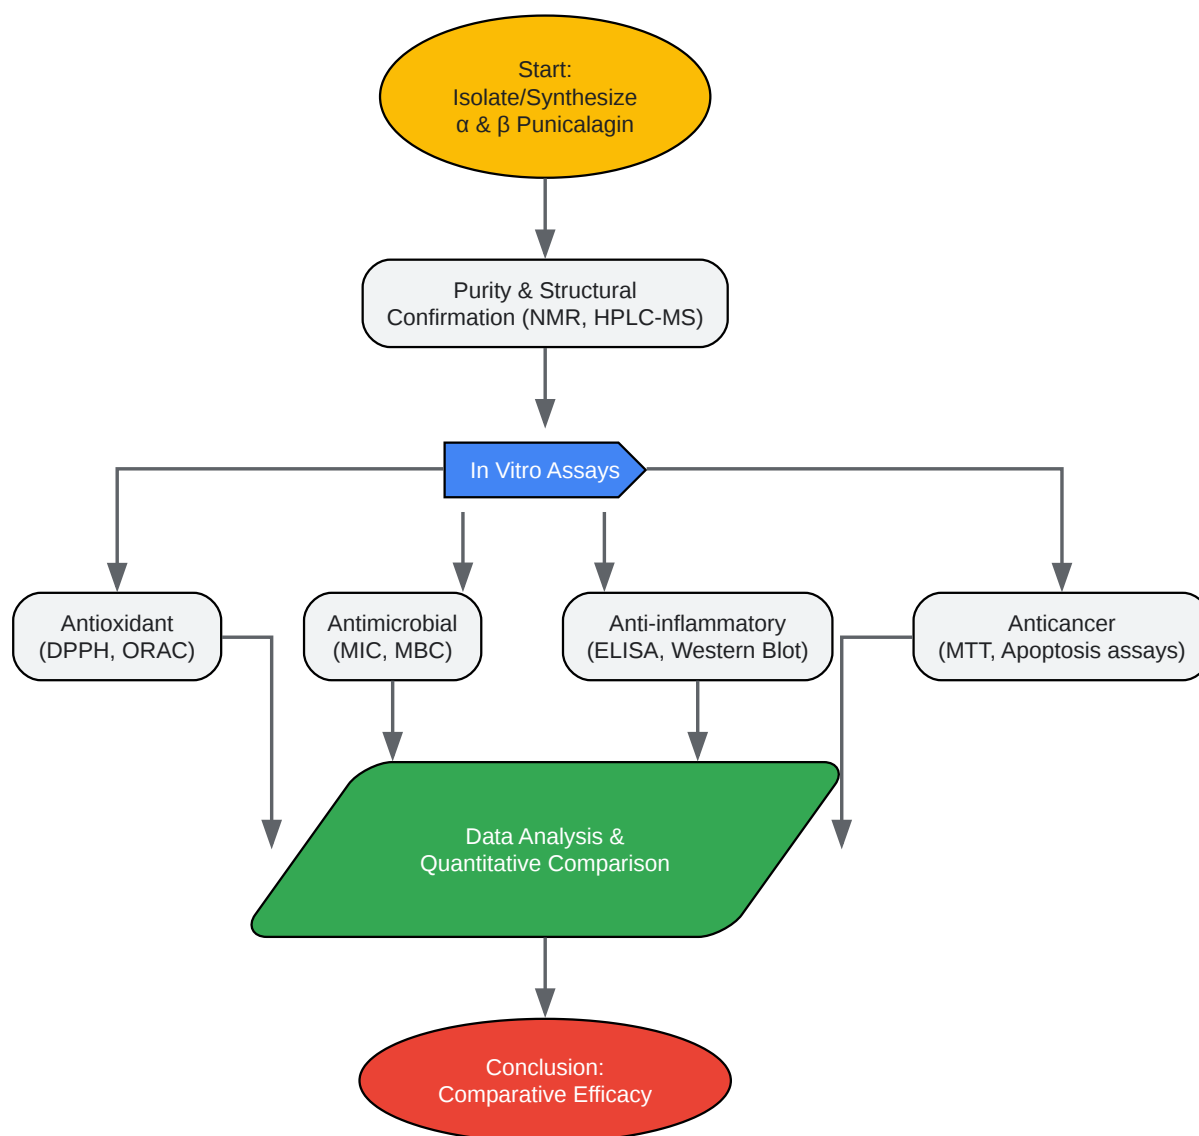 Start:
Isolate/Synthesize
α & β Punicalagin
Purity & Structural
Confirmation (NMR, HPLC-MS)
In Vitro Assays
Antioxidant
(DPPH, ORAC)
Antimicrobial
(MIC, MBC)
Anti-inflammatory
(ELISA, Western Blot)
Anticancer
(MTT, Apoptosis assays)
Data Analysis &
Quantitative Comparison
Conclusion:
Comparative Efficacy